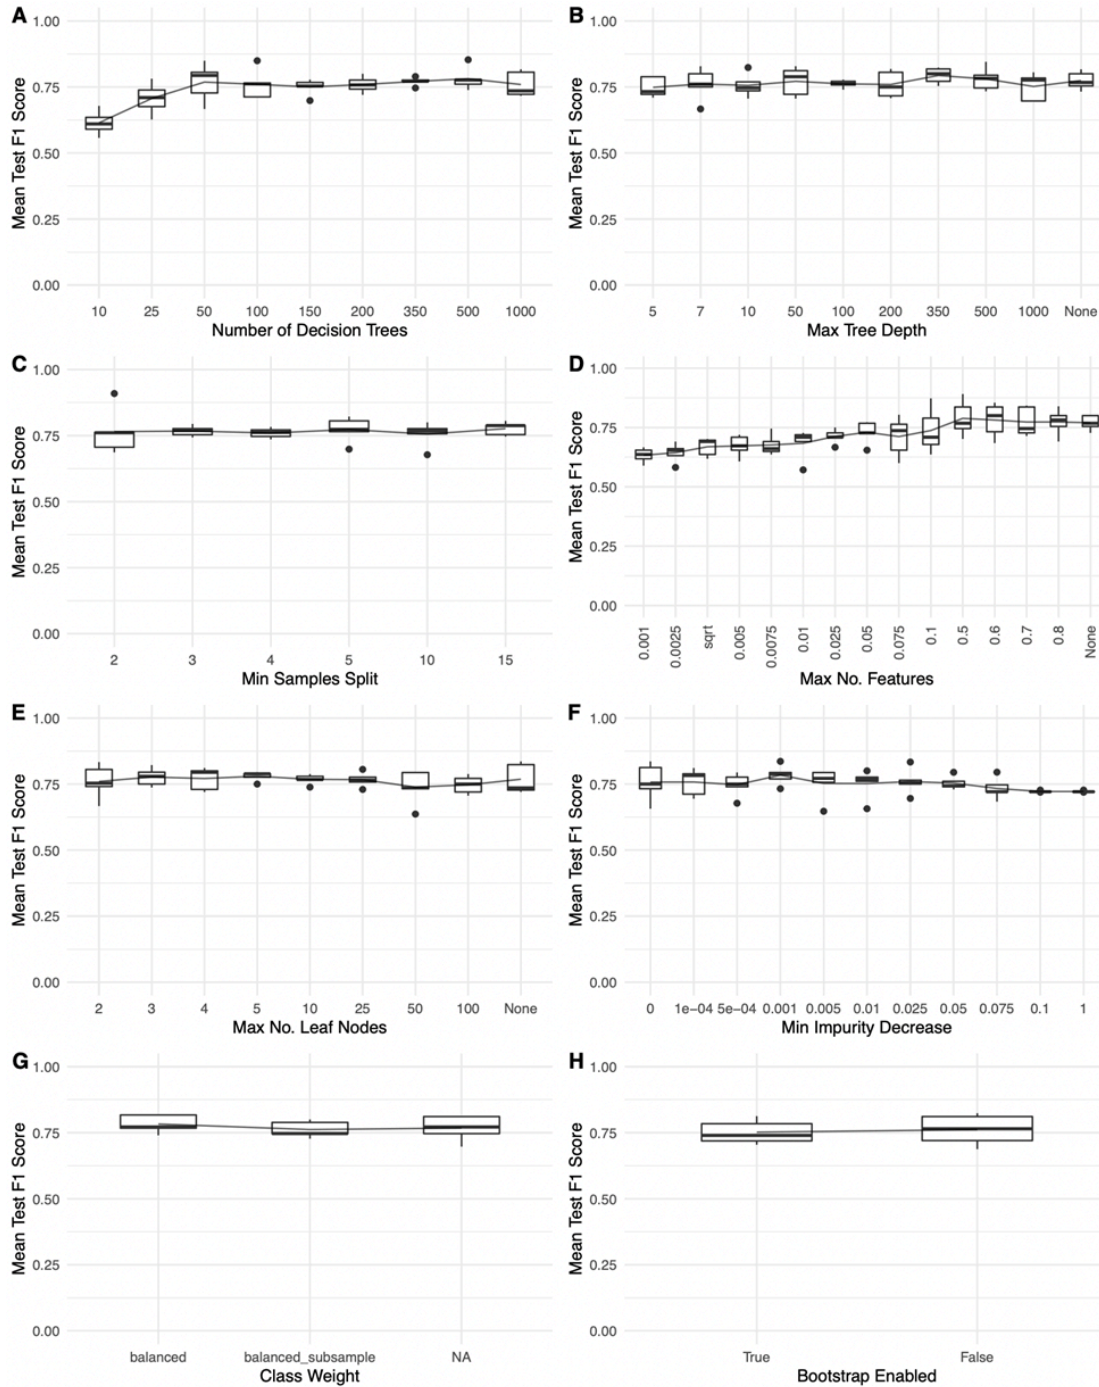 A
1.00
0.75
0.50
0.25
0.00
Mean Test F1 Score
10 25 50 100 150 200 350 500 1000
Number of Decision Trees
B
1.00
0.75
0.50
0.25
0.00
Mean Test F1 Score
5 7 10 50 100 200 350 500 1000 None
Max Tree Depth
C
1.00
0.75
0.50
0.25
0.00
Mean Test F1 Score
2 3 4 5 10 15
Min Samples Split
D
1.00
0.75
0.50
0.25
0.00
Mean Test F1 Score
0.001 0.0025 sqrt 0.005 0.0075 0.01 0.025 0.05 0.075 0.1 0.5 0.6 0.7 0.8 None
Max No. Features
E
1.00
0.75
0.50
0.25
0.00
Mean Test F1 Score
2 3 4 5 10 25 50 100 None
Max No. Leaf Nodes
F
1.00
0.75
0.50
0.25
0.00
Mean Test F1 Score
0 1e−04 5e−04 0.001 0.005 0.01 0.025 0.05 0.075 0.1 1
Min Impurity Decrease
G
1.00
0.75
0.50
0.25
0.00
Mean Test F1 Score
balanced balanced_subsample NA
Class Weight
H
1.00
0.75
0.50
0.25
0.00
Mean Test F1 Score
True False
Bootstrap Enabled